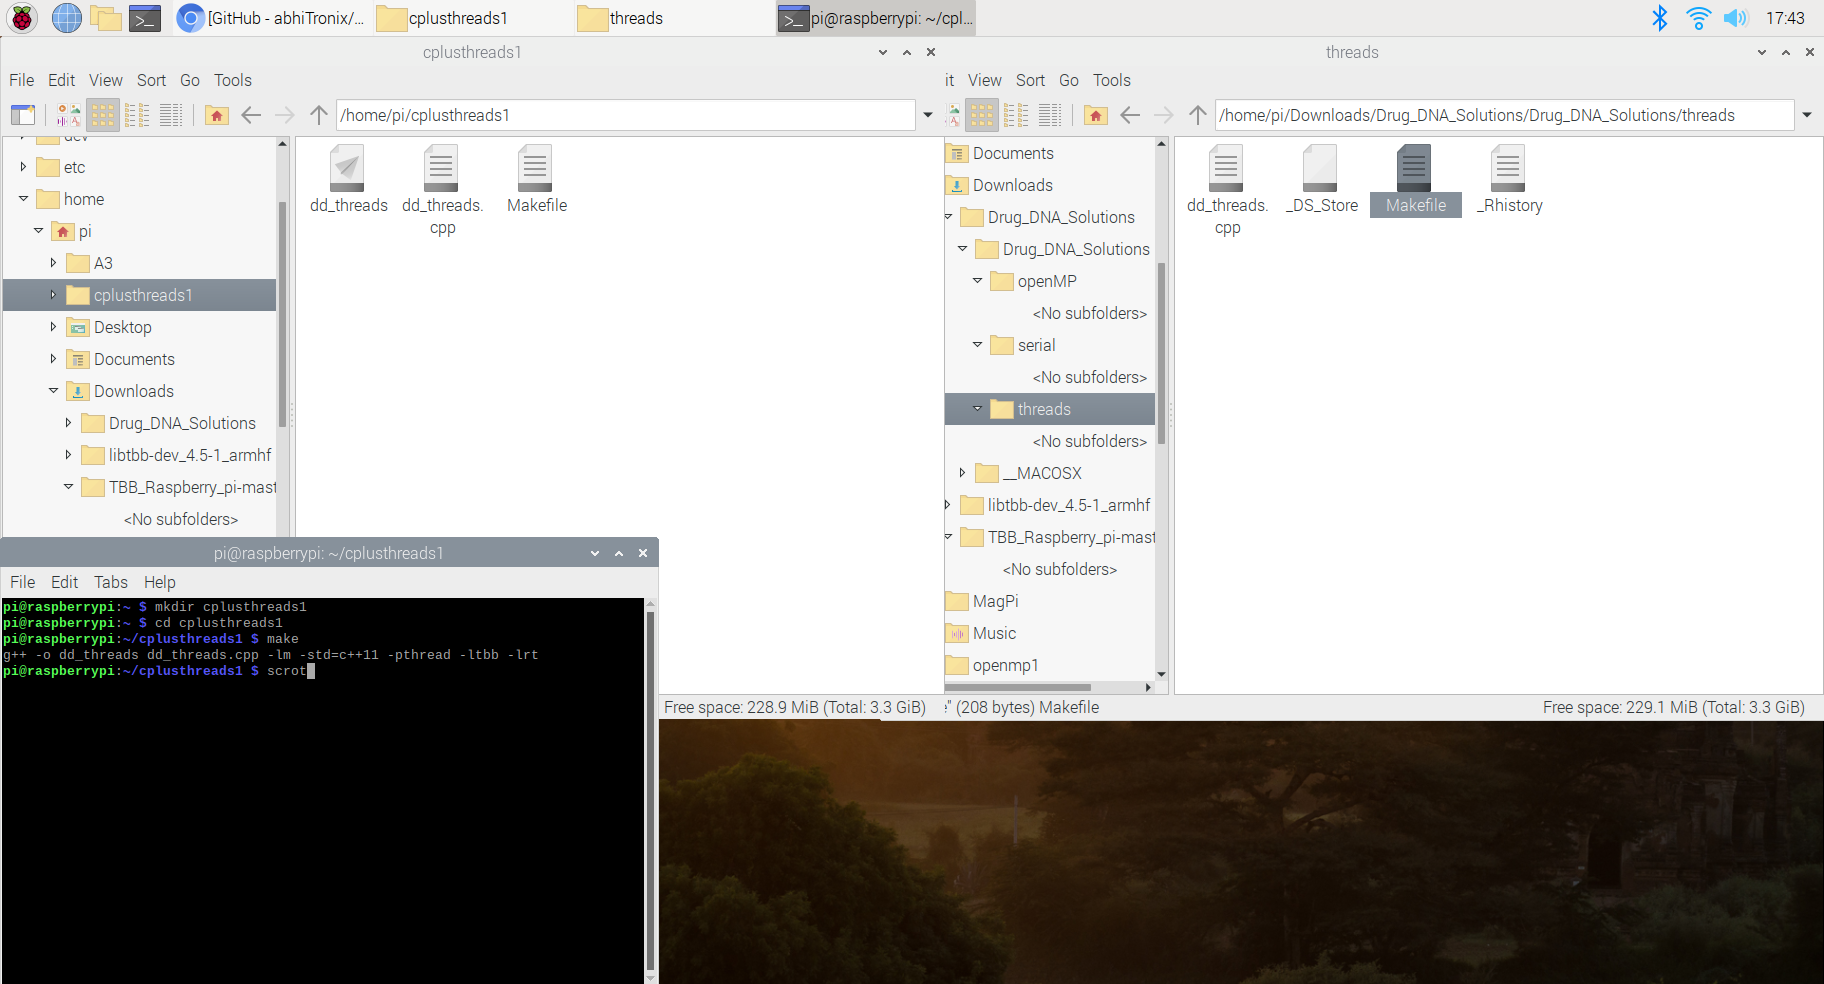 [GitHub - abhiTronix/...
cplusthreads1
threads
pi@raspberrypi: ~/cpl...
17:43
cplusthreads1
File Edit View Sort Go Tools
/home/pi/cplusthreads1
dev
etc
home
pi
A3
cplusthreads1
Desktop
Documents
Downloads
Drug_DNA_Solutions
libtbb-dev_4.5-1_armhf
TBB_Raspberry_pi-mast
<No subfolders>
dd_threads
dd_threads.
cpp
Makefile
Free space: 228.9 MiB (Total: 3.3 GiB)
threads
it View Sort Go Tools
/home/pi/Downloads/Drug_DNA_Solutions/Drug_DNA_Solutions/threads
Documents
Downloads
Drug_DNA_Solutions
Drug_DNA_Solutions
openMP
<No subfolders>
serial
<No subfolders>
threads
<No subfolders>
__MACOSX
libtbb-dev_4.5-1_armhf
TBB_Raspberry_pi-mast
<No subfolders>
MagPi
Music
openmp1
dd_threads.
cpp
_DS_Store
Makefile
_Rhistory
e" (208 bytes) Makefile
Free space: 229.1 MiB (Total: 3.3 GiB)
pi@raspberrypi: ~/cplusthreads1
File Edit Tabs Help
pi@raspberrypi:~ $ mkdir cplusthreads1
pi@raspberrypi:~ $ cd cplusthreads1
pi@raspberrypi:~/cplusthreads1 $ make
g++ -o dd_threads dd_threads.cpp -lm -std=c++11 -pthread -ltbb -lrt
pi@raspberrypi:~/cplusthreads1 $ scrot